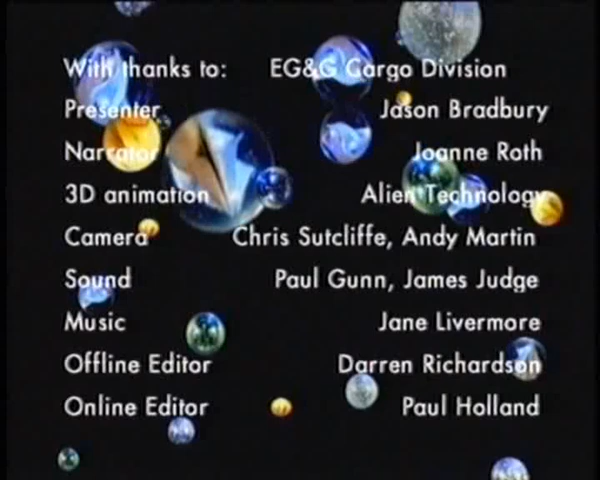 With thanks to: EG&G Cargo Division
Presenter Jason Bradbury
Narrator Joanne Roth
3D animation Alien Technology
Camera Chris Sutcliffe, Andy Martin
Sound Paul Gunn, James Judge
Music Jane Livermore
Offline Editor Darren Richardson
Online Editor Paul Holland